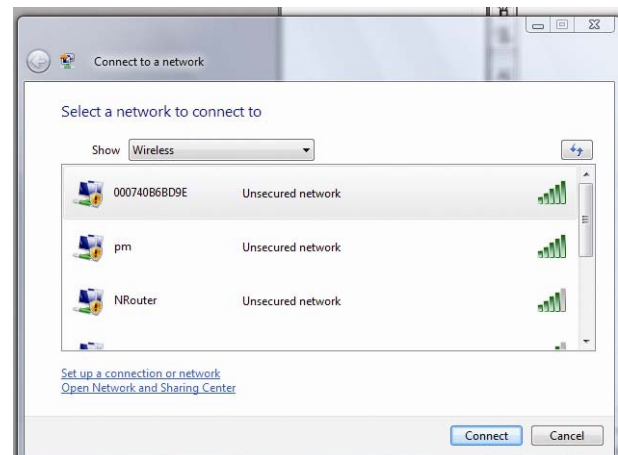 Connect to a network
Select a network to connect to
Show Wireless
000740B6BD9E Unsecured network
pm Unsecured network
NRouter Unsecured network
Set up a connection or network
Open Network and Sharing Center
Connect Cancel